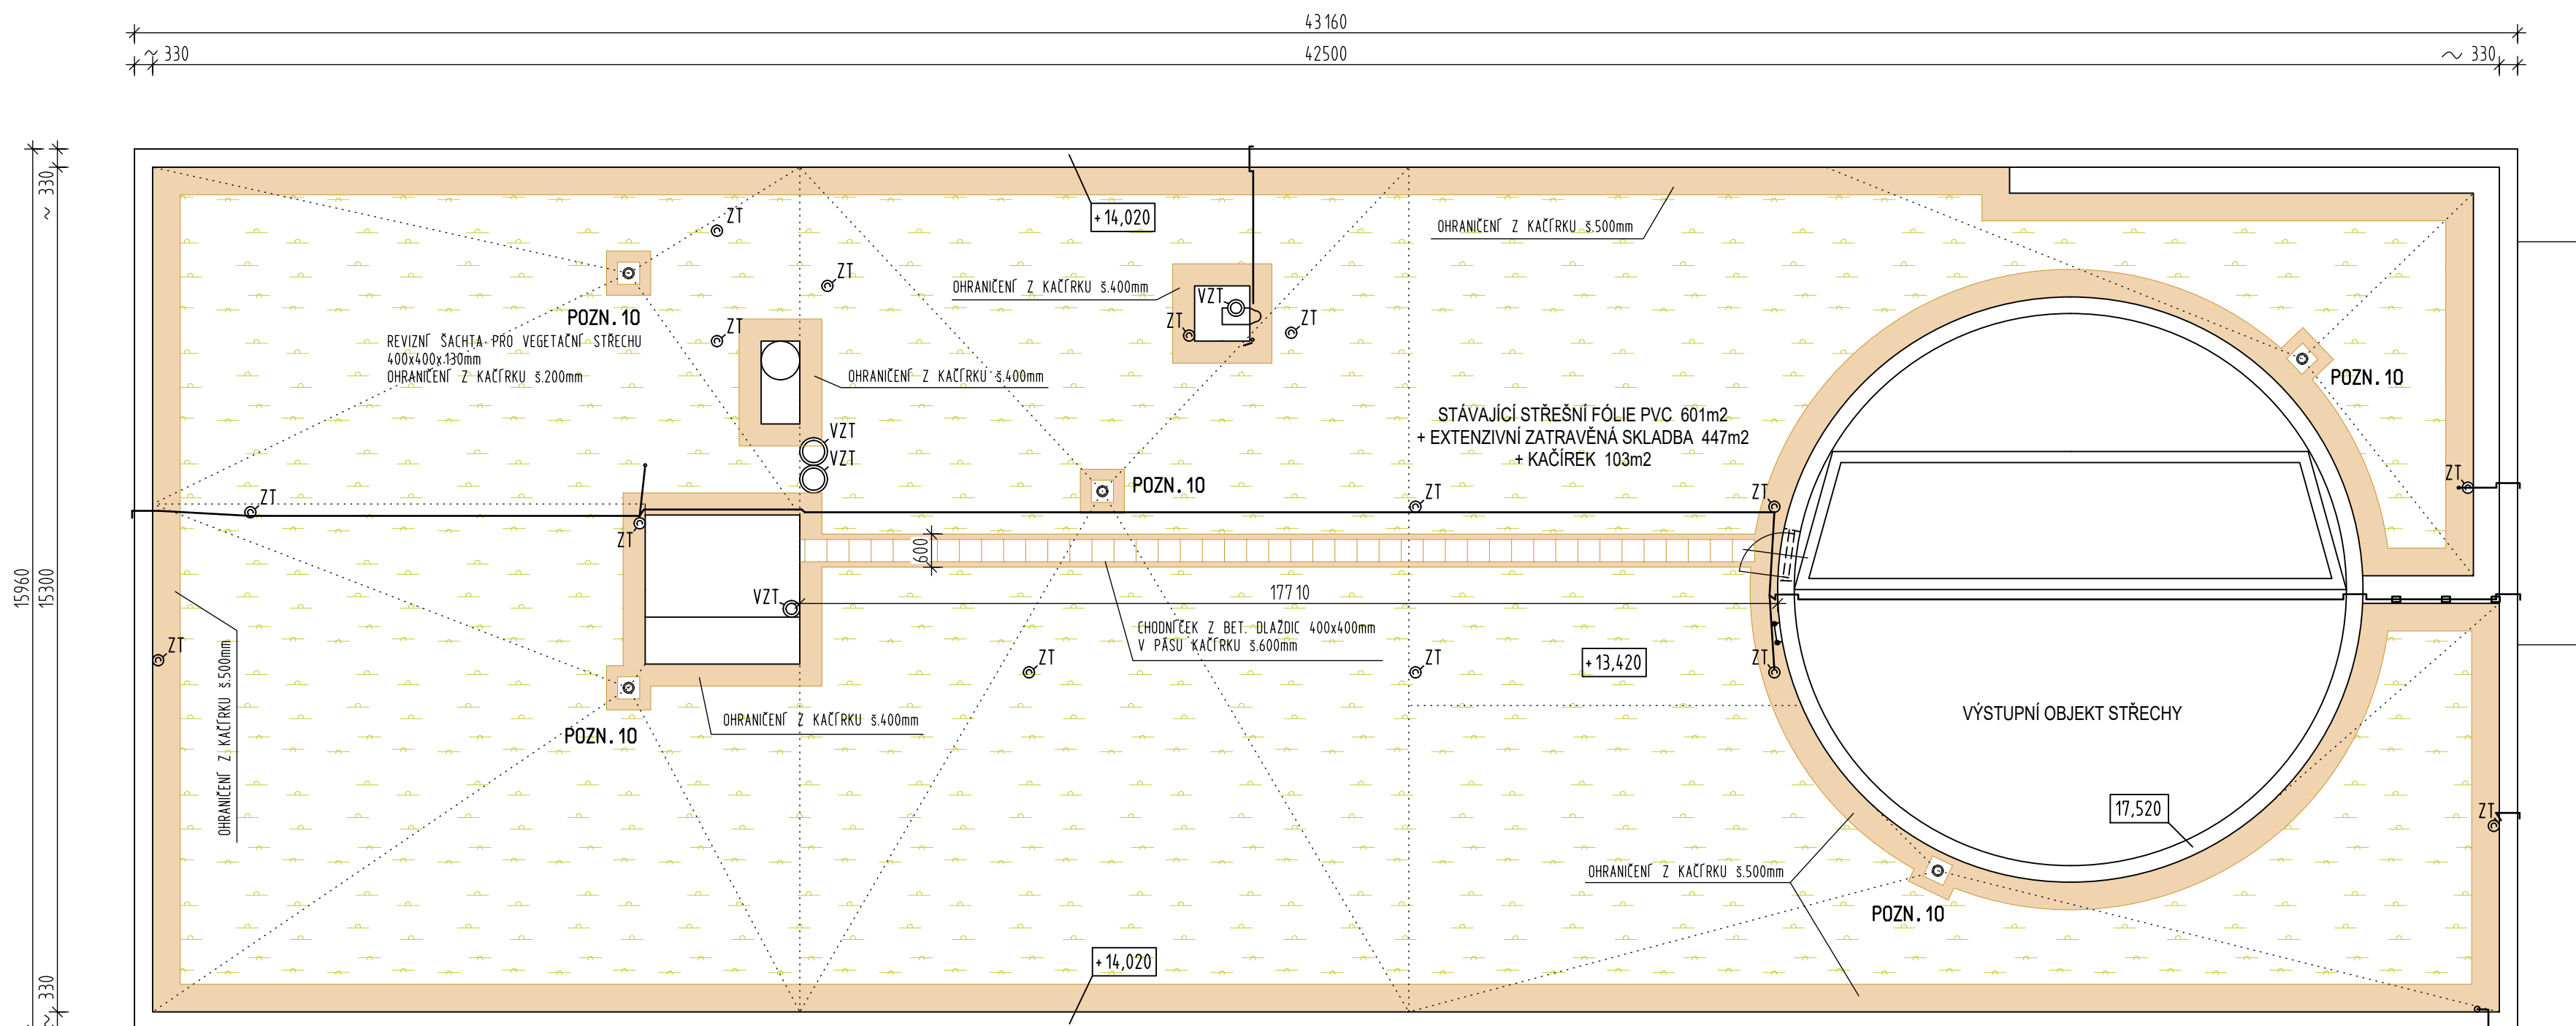 43160
~ 330
42500
~ 330
~ 330
+14,020
ZT
OHRANIČENÍ Z KAČÍRKU š.500mm
ZT
OHRANIČENÍ Z KAČÍRKU š.400mm
VZT
ZT
ZT
POZN.10
ZT
REVIZNÍ ŠACHTA PRO VEGETAČNÍ STŘECHU
400x400x130mm
OHRANIČENÍ Z KAČÍRKU š.200mm
OHRANIČENÍ Z KAČÍRKU š.400mm
POZN.10
STÁVAJÍCÍ STŘEŠNÍ FÓLIE PVC 601m2
+ EXTENZIVNÍ ZATRAVĚNÁ SKLADBA 447m2
+ KAČÍREK 103m2
VZT
VZT
POZN.10
ZT
ZT
ZT
ZT
ZT
600
15960
15300
VZT
17710
CHODNÍČEK Z BET. DLAŽDIC 400x400mm
V PÁSU KAČÍRKU š.600mm
ZT
ZT
ZT
+13,420
ZT
ZT
OHRANIČENÍ Z KAČÍRKU š.500mm
OHRANIČENÍ Z KAČÍRKU š.400mm
POZN.10
VÝSTUPNÍ OBJEKT STŘECHY
17,520
ZT
OHRANIČENÍ Z KAČÍRKU š.500mm
POZN.10
+14,020
~ 330